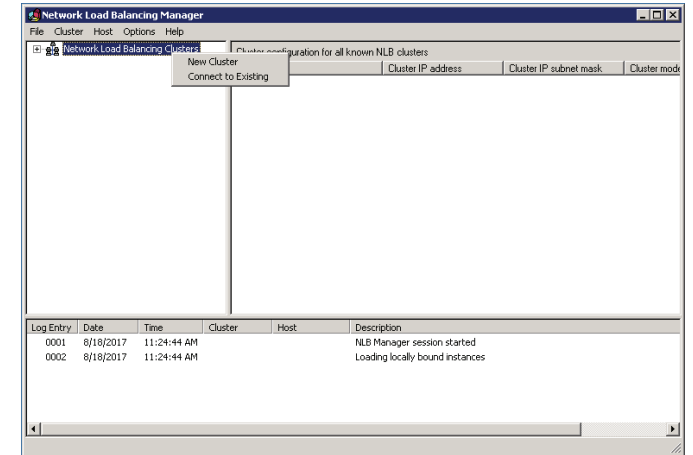 Network Load Balancing Manager
File Cluster Host Options Help
Network Load Balancing Clusters
Cluster configuration for all known NLB clusters
New Cluster
Connect to Existing
Cluster IP address Cluster IP subnet mask Cluster mode
Log Entry Date Time Cluster Host Description
0001 8/18/2017 11:24:44 AM NLB Manager session started
0002 8/18/2017 11:24:44 AM Loading locally bound instances